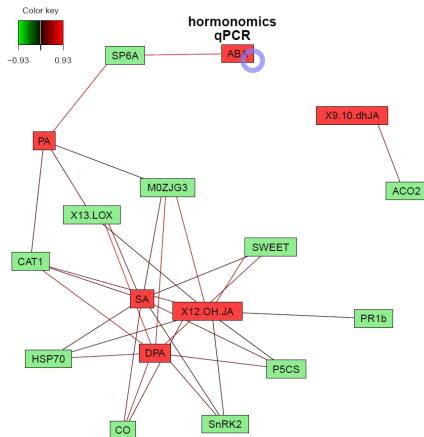 Color key
−0.93 0.93
hormonomics
qPCR
SP6A
ABA
X9.10.dhJA
PA
M0ZJG3
ACO2
X13.LOX
SWEET
CAT1
SA
X12.OH.JA
PR1b
DPA
HSP70
P5CS
CO
SnRK2